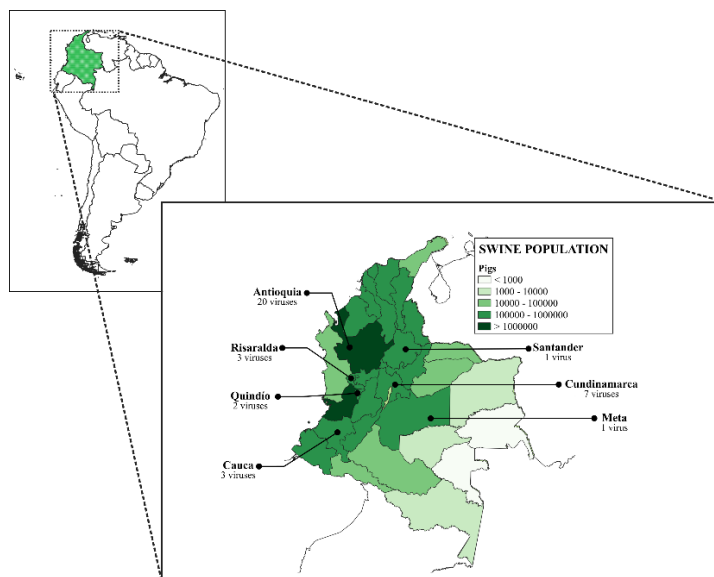 SWINE POPULATION
Pigs
< 1000
1000 - 10000
10000 - 100000
100000 - 1000000
> 1000000
Antioquia
20 viruses
Risaralda
3 viruses
Quindío
2 viruses
Cauca
3 viruses
Santander
1 virus
Cundinamarca
7 viruses
Meta
1 virus